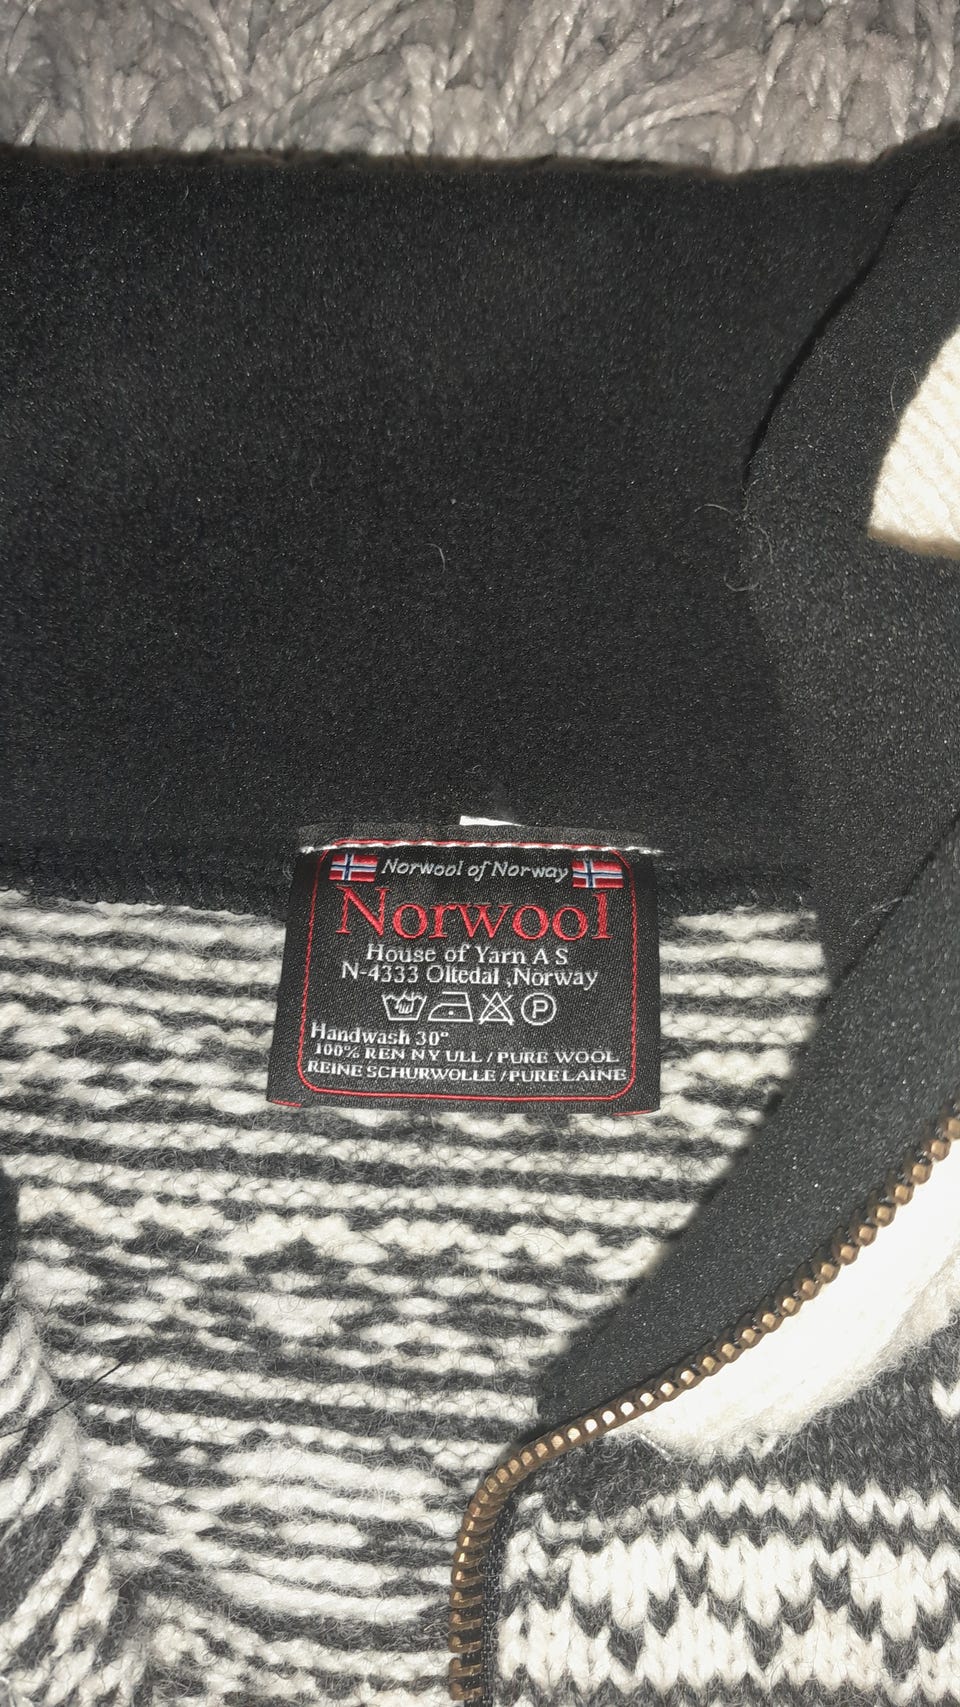 Norwool of Norway
Norwool
House of Yarn A S
N-4333 Oltedal ,Norway
P
Handwash 30°
100% REN NY ULL / PURE WOOL
REINE SCHURWOLLE / PURE LAINE